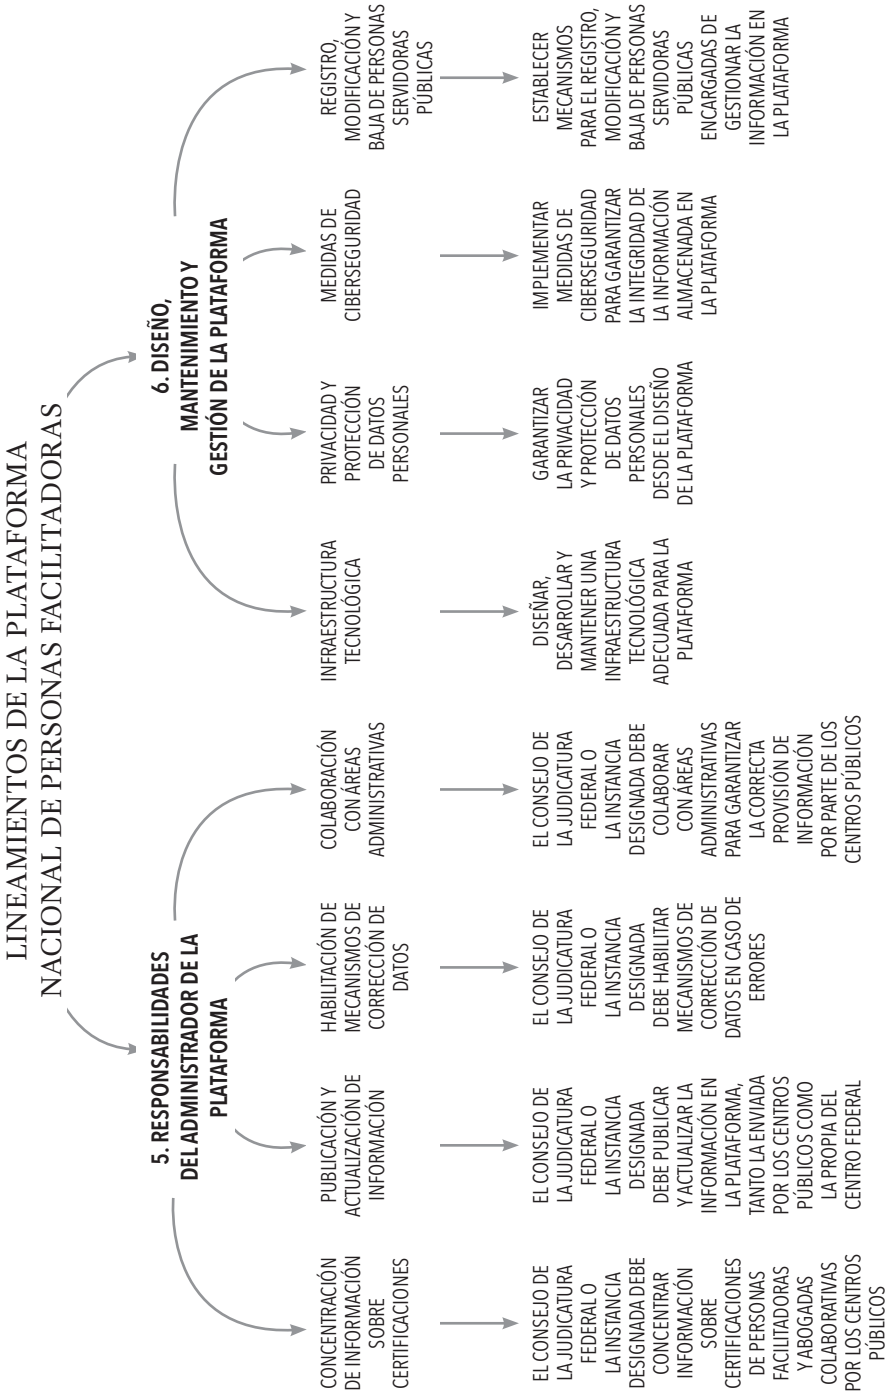 LINEAMIENTOS DE LA PLATAFORMA
NACIONAL DE PERSONAS FACILITADORAS
5. RESPONSABILIDADES
DEL ADMINISTRADOR DE LA
PLATAFORMA
CONCENTRACIÓN
DE INFORMACIÓN
SOBRE
CERTIFICACIONES
EL CONSEJO DE
LA JUDICATURA
FEDERAL O
LA INSTANCIA
DESIGNADA DEBE
CONCENTRAR
INFORMACIÓN
SOBRE
CERTIFICACIONES
DE PERSONAS
FACILITADORAS
Y ABOGADAS
COLABORATIVAS
POR LOS CENTROS
PÚBLICOS
PUBLICACIÓN Y
ACTUALIZACIÓN DE
INFORMACIÓN
EL CONSEJO DE
LA JUDICATURA
FEDERAL O
LA INSTANCIA
DESIGNADA
DEBE PUBLICAR
Y ACTUALIZAR LA
INFORMACIÓN EN
LA PLATAFORMA,
TANTO LA ENVIADA
POR LOS CENTROS
PÚBLICOS COMO
LA PROPIA DEL
CENTRO FEDERAL
HABILITACIÓN DE
MECANISMOS DE
CORRECCIÓN DE
DATOS
EL CONSEJO DE
LA JUDICATURA
FEDERAL O
LA INSTANCIA
DESIGNADA
DEBE HABILITAR
MECANISMOS DE
CORRECCIÓN DE
DATOS EN CASO DE
ERRORES
COLABORACIÓN
CON ÁREAS
ADMINISTRATIVAS
EL CONSEJO DE
LA JUDICATURA
FEDERAL O
LA INSTANCIA
DESIGNADA DEBE
COLABORAR
CON ÁREAS
ADMINISTRATIVAS
PARA GARANTIZAR
LA CORRECTA
PROVISIÓN DE
INFORMACIÓN
POR PARTE DE LOS
CENTROS PÚBLICOS
6. DISEÑO,
MANTENIMIENTO Y
GESTIÓN DE LA PLATAFORMA
INFRAESTRUCTURA
TECNOLÓGICA
DISEÑAR,
DESARROLLAR Y
MANTENER UNA
INFRAESTRUCTURA
TECNOLÓGICA
ADECUADA PARA LA
PLATAFORMA
PRIVACIDAD Y
PROTECCIÓN
DE DATOS
PERSONALES
GARANTIZAR
LA PRIVACIDAD
Y PROTECCIÓN
DE DATOS
PERSONALES
DESDE EL DISEÑO
DE LA PLATAFORMA
MEDIDAS DE
CIBERSEGURIDAD
IMPLEMENTAR
MEDIDAS DE
CIBERSEGURIDAD
PARA GARANTIZAR
LA INTEGRIDAD DE
LA INFORMACIÓN
ALMACENADA EN
LA PLATAFORMA
REGISTRO,
MODIFICACIÓN Y
BAJA DE PERSONAS
SERVIDORAS
PÚBLICAS
ESTABLECER
MECANISMOS
PARA EL REGISTRO,
MODIFICACIÓN Y
BAJA DE PERSONAS
SERVIDORAS
PÚBLICAS
ENCARGADAS DE
GESTIONAR LA
INFORMACIÓN EN
LA PLATAFORMA